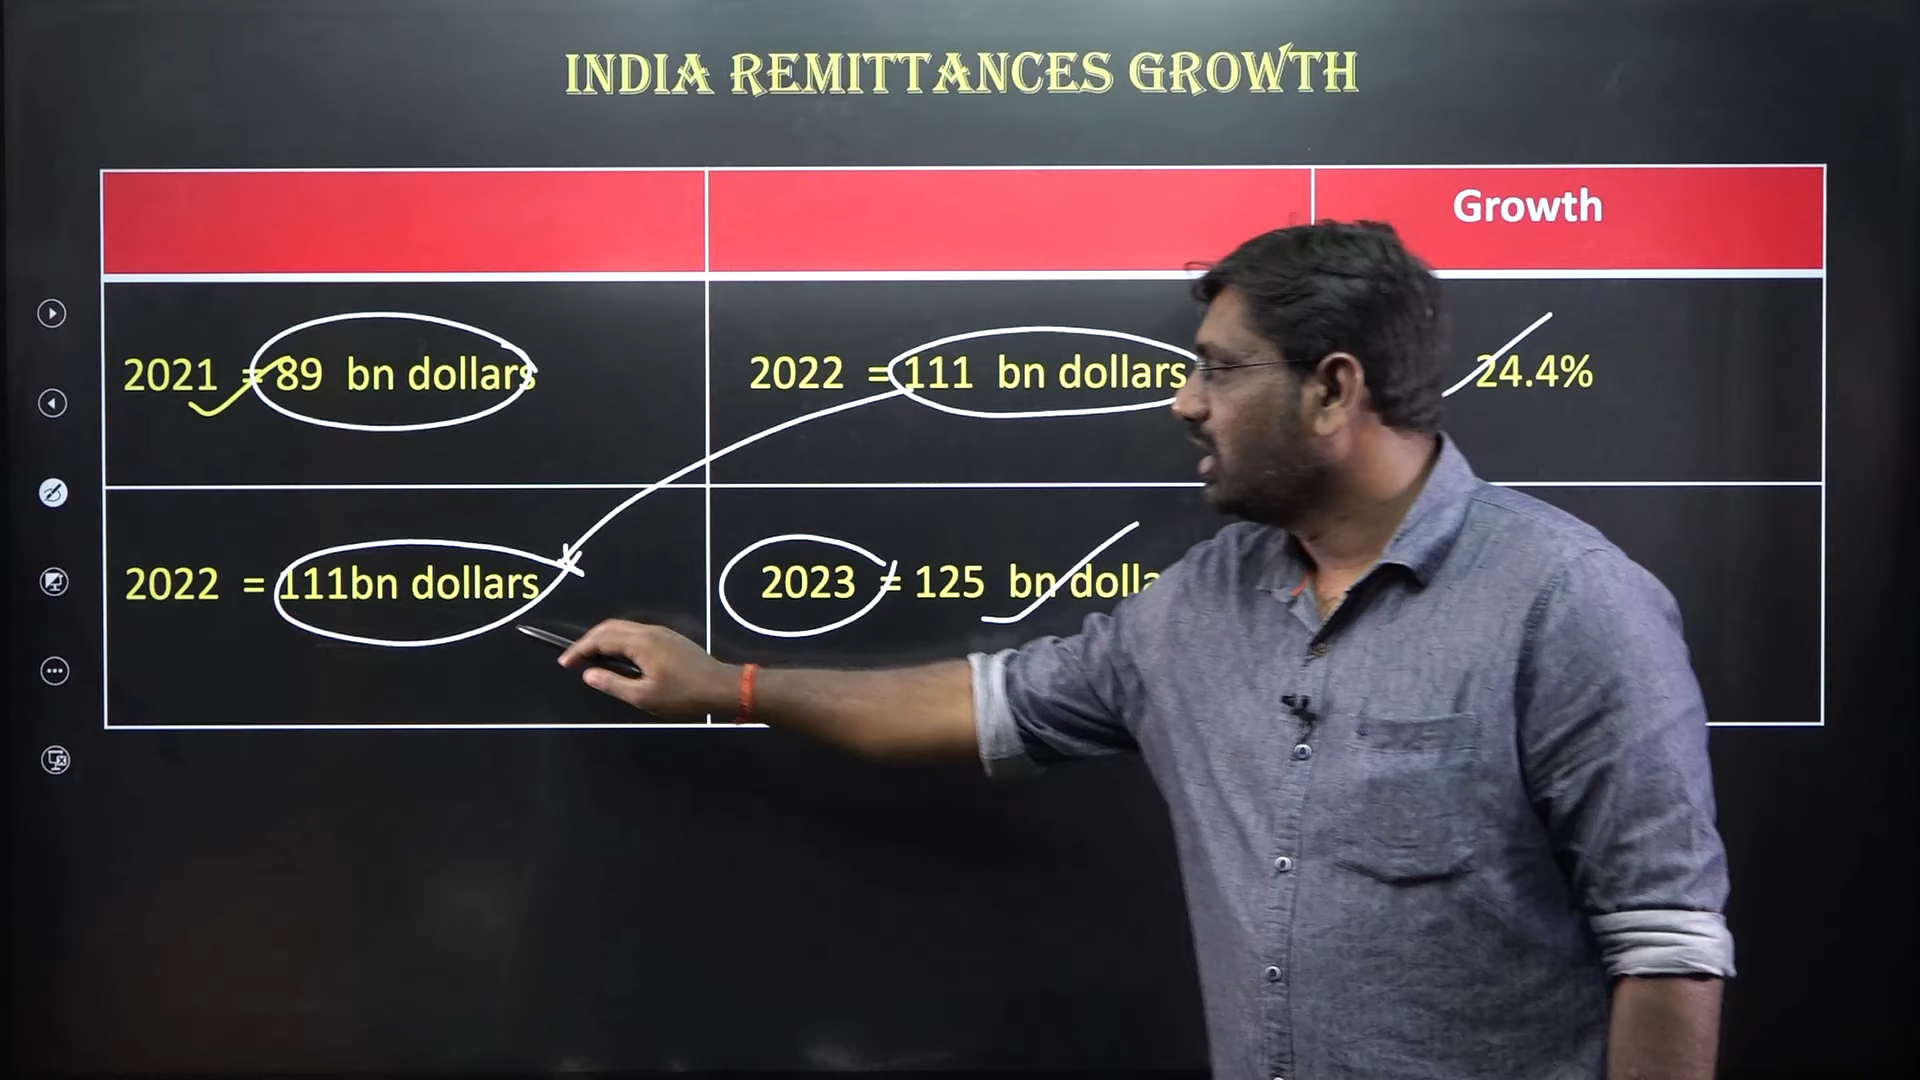 INDIA REMITTANCES GROWTH
Growth
2021 = 89 bn dollars
2022 = 111 bn dollars
24.4%
2022 = 111bn dollars
2023 = 125 bn